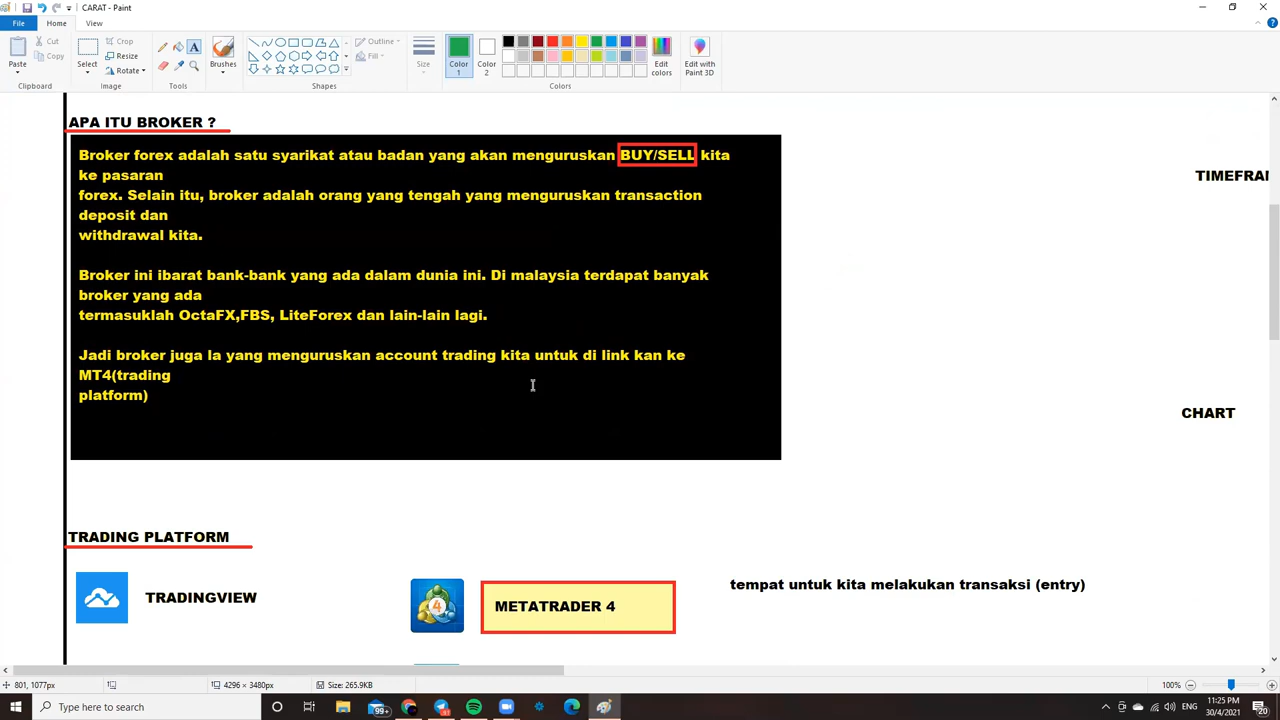 CARAT - Paint
File
Home
View
Paste
Cut
Copy
Clipboard
Select
Crop
Resize
Rotate
Image
A
Tools
Brushes
Outline
Fill
Shapes
Size
Color 1
Color 2
Edit colors
Edit with Paint 3D
Colors
APA ITU BROKER ?
Broker forex adalah satu syarikat atau badan yang akan menguruskan BUY/SELL kita
ke pasaran
forex. Selain itu, broker adalah orang yang tengah yang menguruskan transaction
deposit dan
withdrawal kita.
Broker ini ibarat bank-bank yang ada dalam dunia ini. Di malaysia terdapat banyak
broker yang ada
termasuklah OctaFX,FBS, LiteForex dan lain-lain lagi.
Jadi broker juga la yang menguruskan account trading kita untuk di link kan ke
MT4(trading
platform)
TIMEFRAM
CHART
TRADING PLATFORM
TRADINGVIEW
4
METATRADER 4
tempat untuk kita melakukan transaksi (entry)
801, 1077px
4296 × 3480px
Size: 265.9KB
100%
Type here to search
99+
ENG
11:25 PM
30/4/2021
20